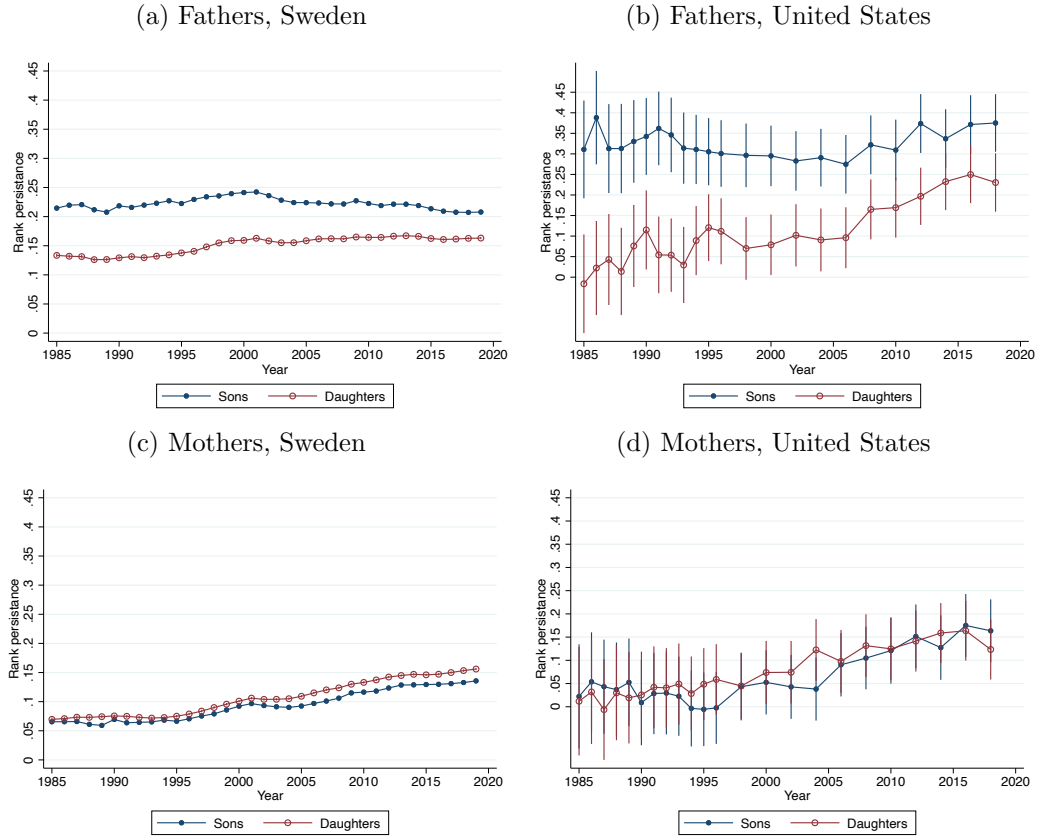 (a) Fathers, Sweden
(b) Fathers, United States
Rank persistance
.45
.4
.35
.3
.25
.2
.15
.1
.05
0
1985 1990 1995 2000 2005 2010 2015 2020
Year
Sons Daughters
Rank persistance
.45
.4
.35
.3
.25
.2
.15
.1
.05
0
1985 1990 1995 2000 2005 2010 2015 2020
Year
Sons Daughters
(c) Mothers, Sweden
(d) Mothers, United States
Rank persistance
.45
.4
.35
.3
.25
.2
.15
.1
.05
0
1985 1990 1995 2000 2005 2010 2015 2020
Year
Sons Daughters
Rank persistance
.45
.4
.35
.3
.25
.2
.15
.1
.05
0
1985 1990 1995 2000 2005 2010 2015 2020
Year
Sons Daughters